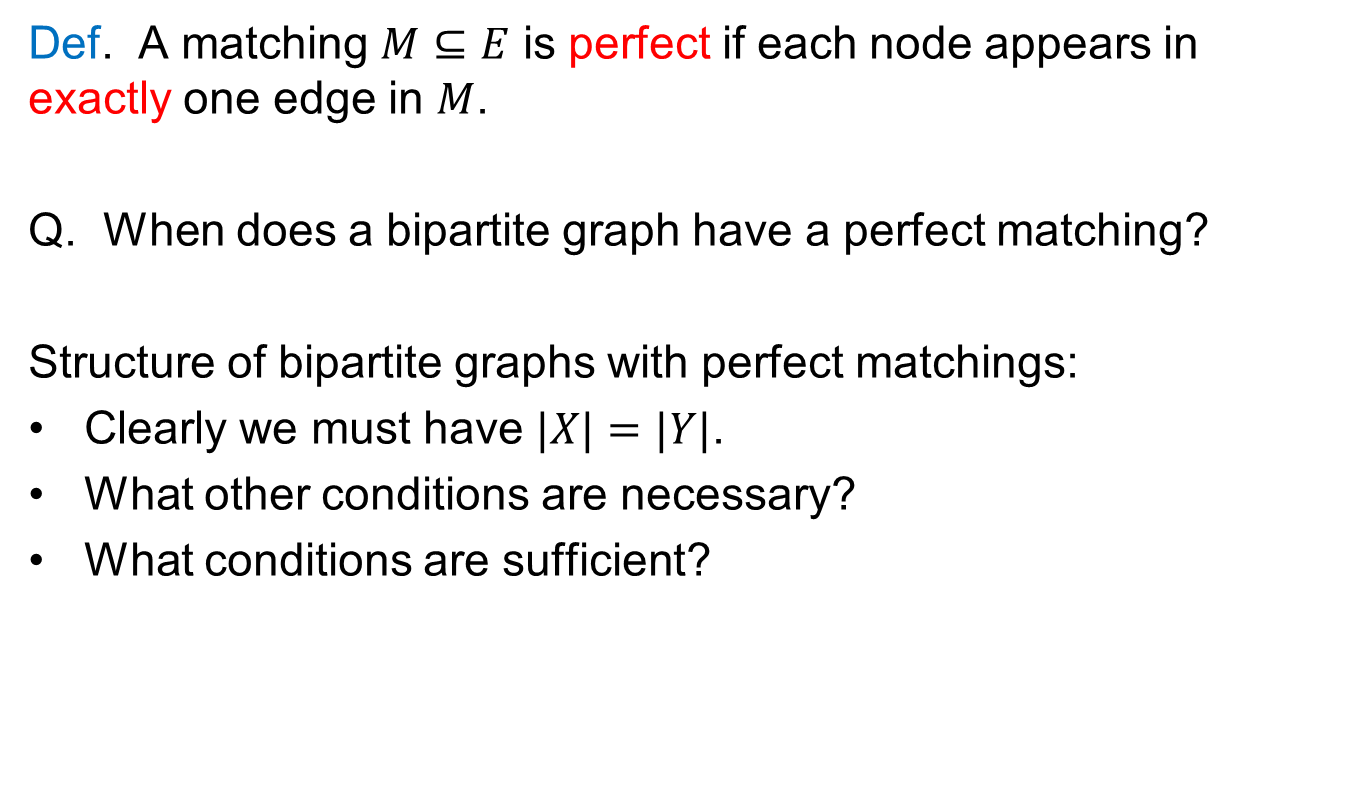 Def. A matching 𝑀 ⊆ 𝐸 is perfect if each node appears in
exactly one edge in 𝑀.
Q. When does a bipartite graph have a perfect matching?
Structure of bipartite graphs with perfect matchings:
• Clearly we must have |𝑋| = |𝑌|.
• What other conditions are necessary?
• What conditions are sufficient?